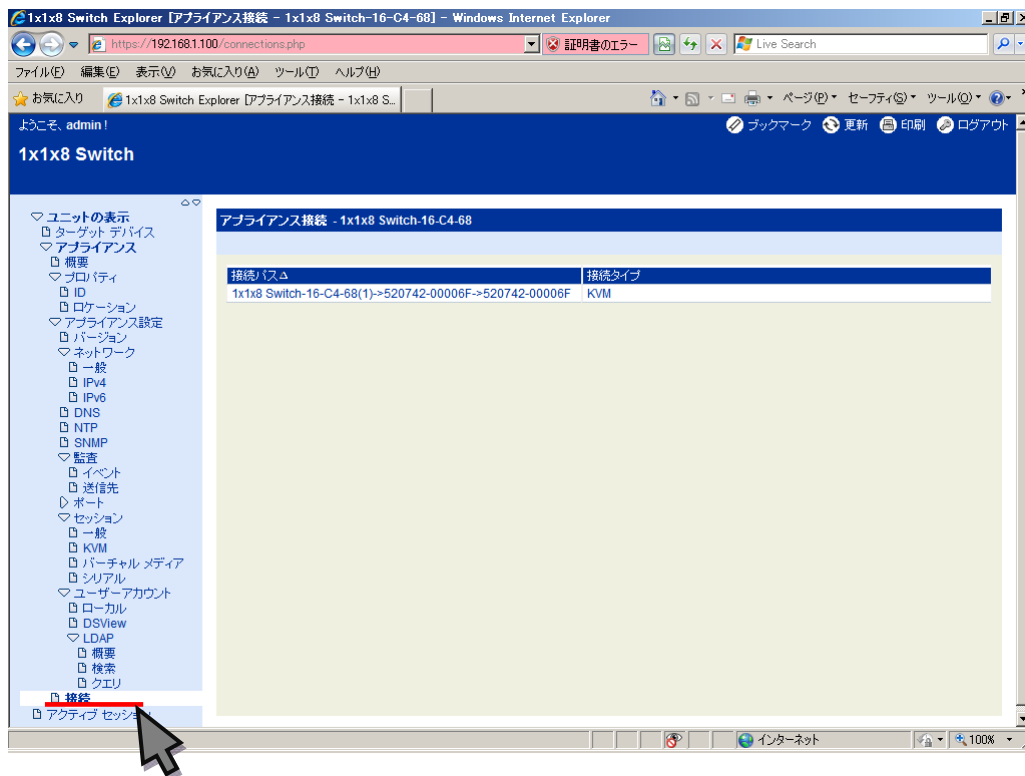 1x1x8 Switch Explorer [アプライアンス接続 - 1x1x8 Switch-16-C4-68] - Windows Internet Explorer
https://192.168.1.100/connections.php 証明書のエラー Live Search
ファイル(F) 編集(E) 表示(V) お気に入り(A) ツール(T) ヘルプ(H)
お気に入り 1x1x8 Switch Explorer [アプライアンス接続 - 1x1x8 S... ページ(P) セーフティ(S) ツール(O)
ようこそ、admin! ブックマーク 更新 印刷 ログアウト
1x1x8 Switch
ユニットの表示
ターゲット デバイス
アプライアンス
概要
プロパティ
ID
ロケーション
アプライアンス設定
バージョン
ネットワーク
一般
IPv4
IPv6
DNS
NTP
SNMP
監査
イベント
送信先
ポート
セッション
一般
KVM
バーチャル メディア
シリアル
ユーザーアカウント
ローカル
DSView
LDAP
概要
検索
クエリ
接続
アクティブ セッション
アプライアンス接続 - 1x1x8 Switch-16-C4-68
接続パス 接続タイプ
1x1x8 Switch-16-C4-68(1)->520742-00006F->520742-00006F KVM
インターネット 100%